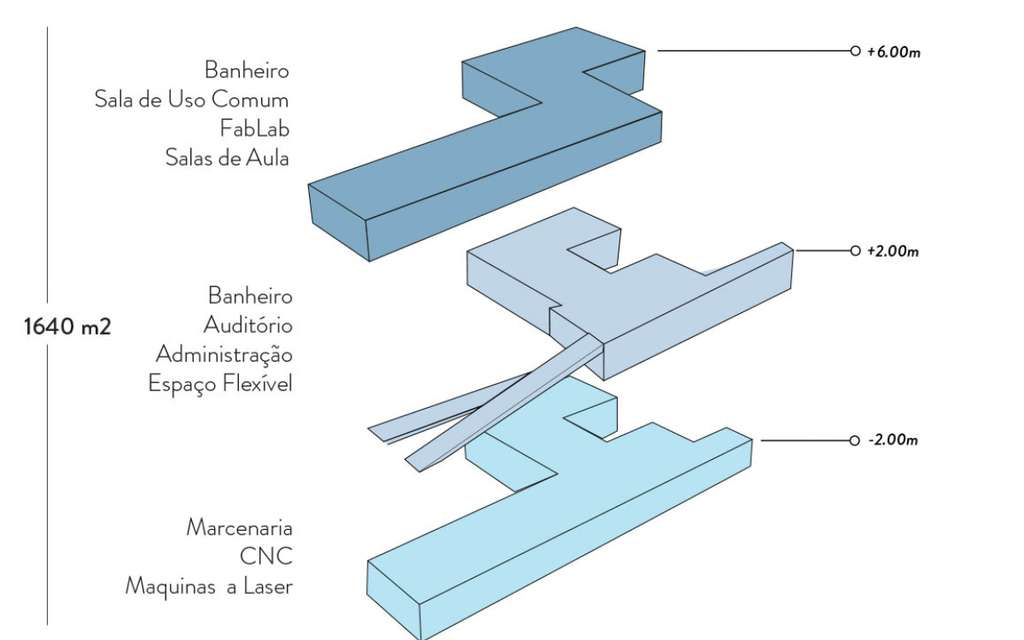 Banheiro
Sala de Uso Comum
FabLab
Salas de Aula
+6.00m
Banheiro
Auditório
Administração
Espaço Flexível
+2.00m
1640 m2
Marcenaria
CNC
Maquinas a Laser
-2.00m